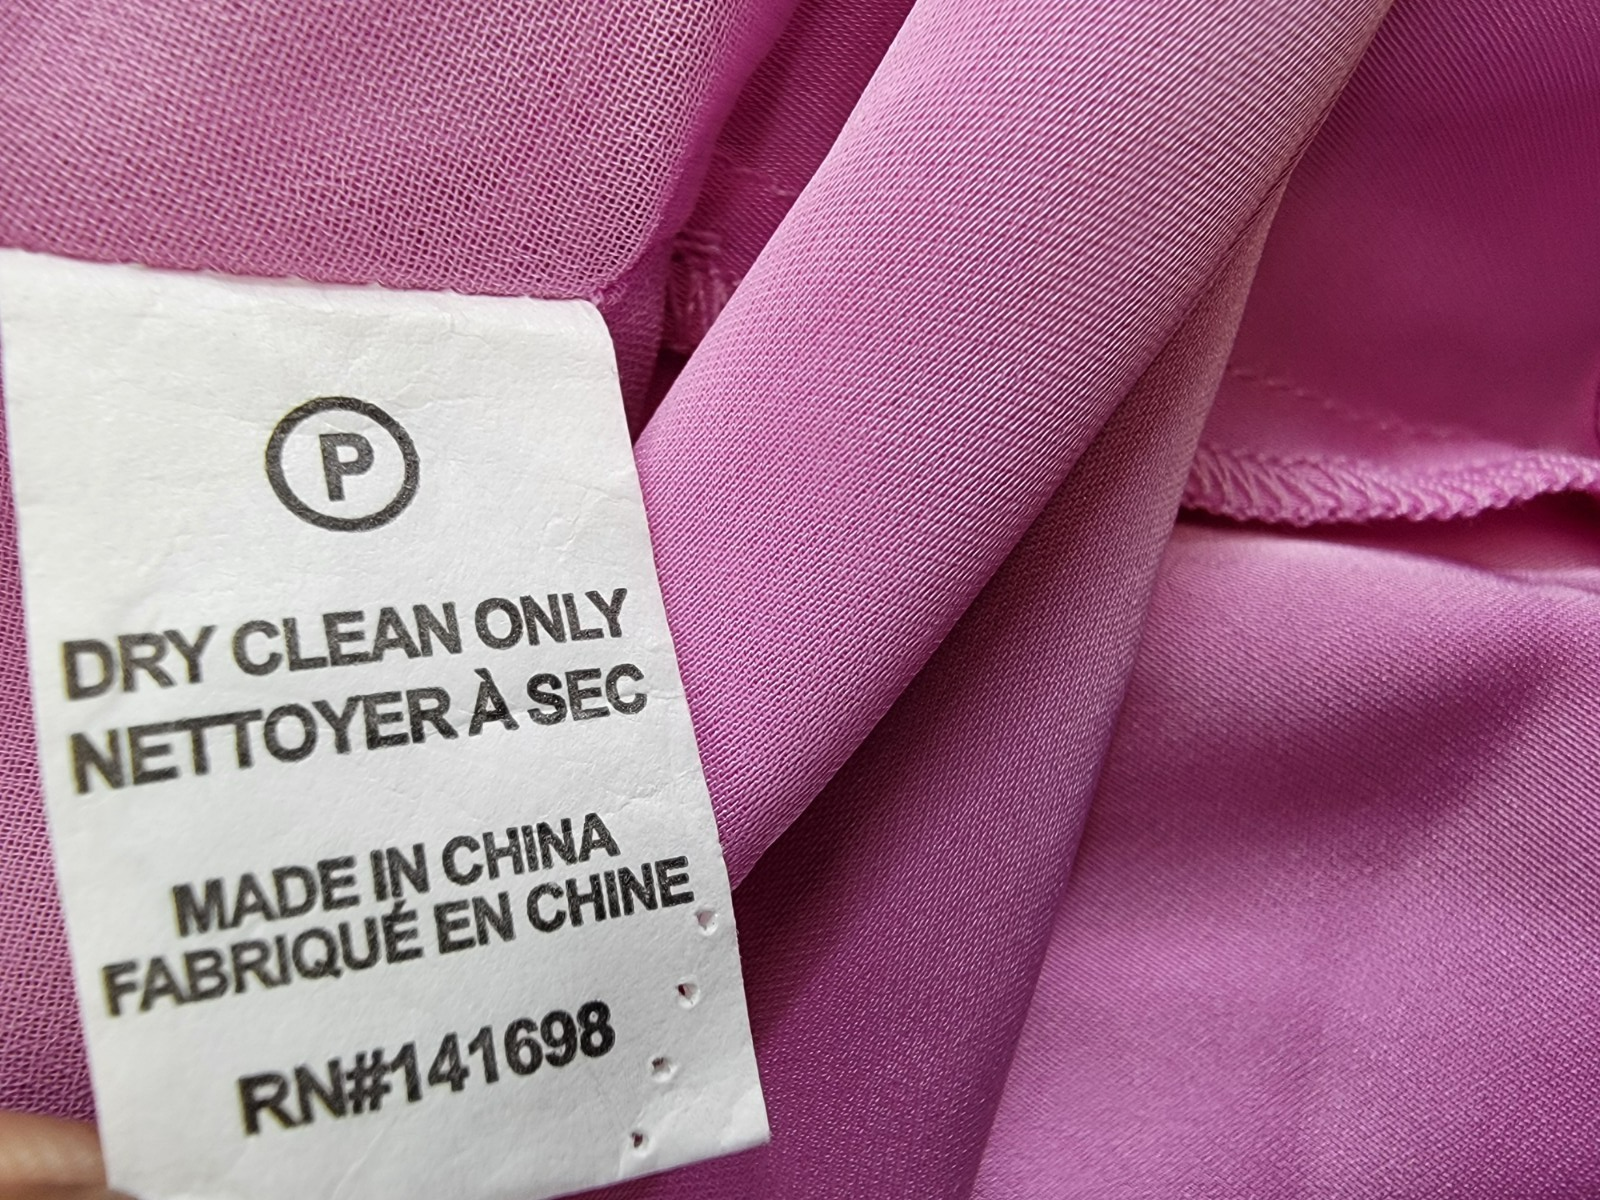 P
DRY CLEAN ONLY
NETTOYER À SEC
MADE IN CHINA
FABRIQUÉ EN CHINE
RN#141698